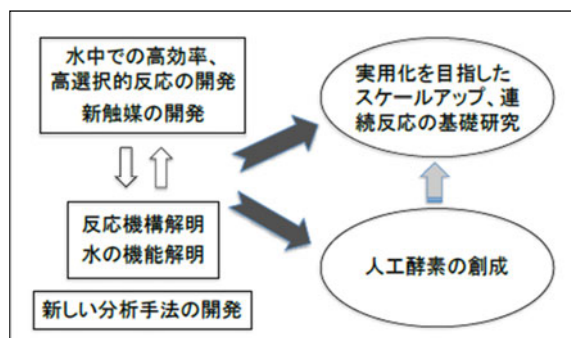 水中での高効率、
高選択的反応の開発
新触媒の開発
反応機構解明
水の機能解明
新しい分析手法の開発
実用化を目指した
スケールアップ、連
続反応の基礎研究
人工酵素の創成